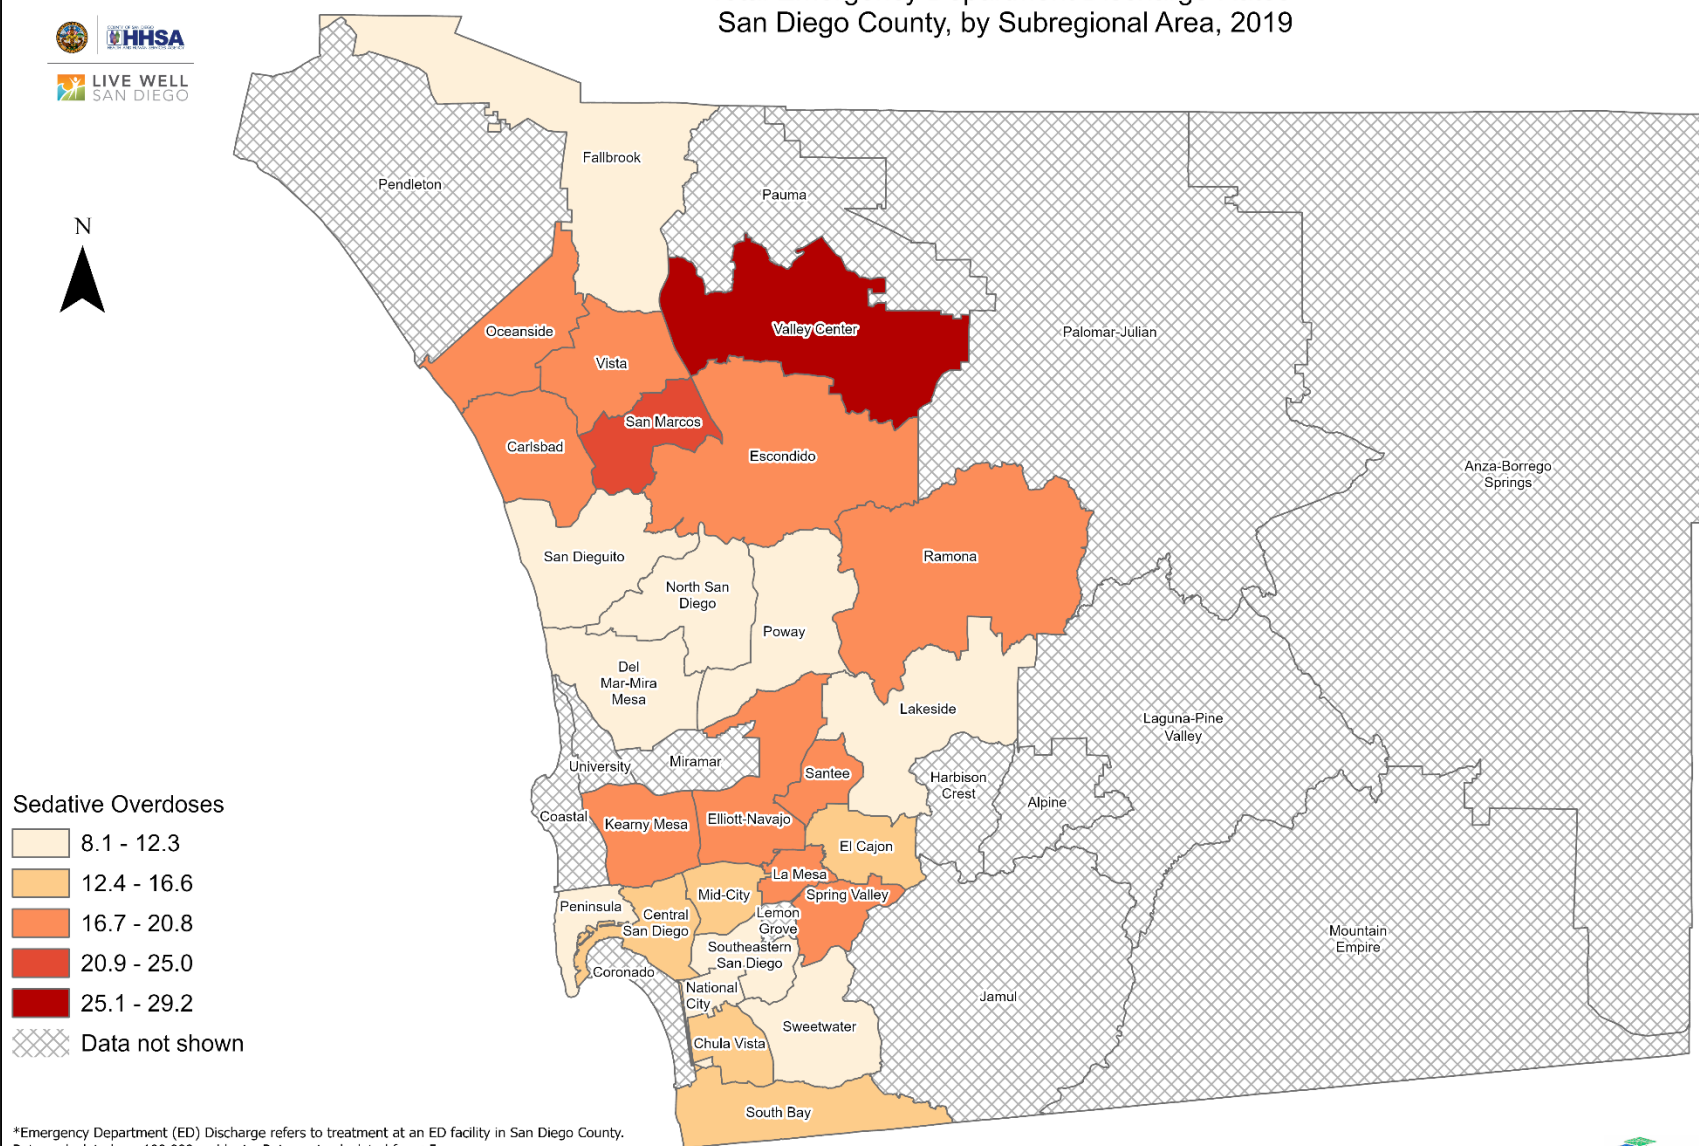 San Diego County, by Subregional Area, 2019
HHSA
LIVE WELL
SAN DIEGO
N
Fallbrook
Pendleton
Pauma
Oceanside
Valley Center
Palomar-Julian
Vista
San Marcos
Carlsbad
Escondido
Anza-Borrego
Springs
San Dieguito
Ramona
North San
Diego
Poway
Del
Mar-Mira
Mesa
Lakeside
Laguna-Pine
Valley
University
Miramar
Santee
Harbison
Crest
Alpine
Coastal
Kearny Mesa
Elliott-Navajo
El Cajon
La Mesa
Mid-City
Spring Valley
Peninsula
Central
San Diego
Lemon
Grove
Southeastern
San Diego
Coronado
National
City
Mountain
Empire
Jamul
Sweetwater
Chula Vista
South Bay
Sedative Overdoses
8.1 - 12.3
12.4 - 16.6
16.7 - 20.8
20.9 - 25.0
25.1 - 29.2
Data not shown
*Emergency Department (ED) Discharge refers to treatment at an ED facility in San Diego County.